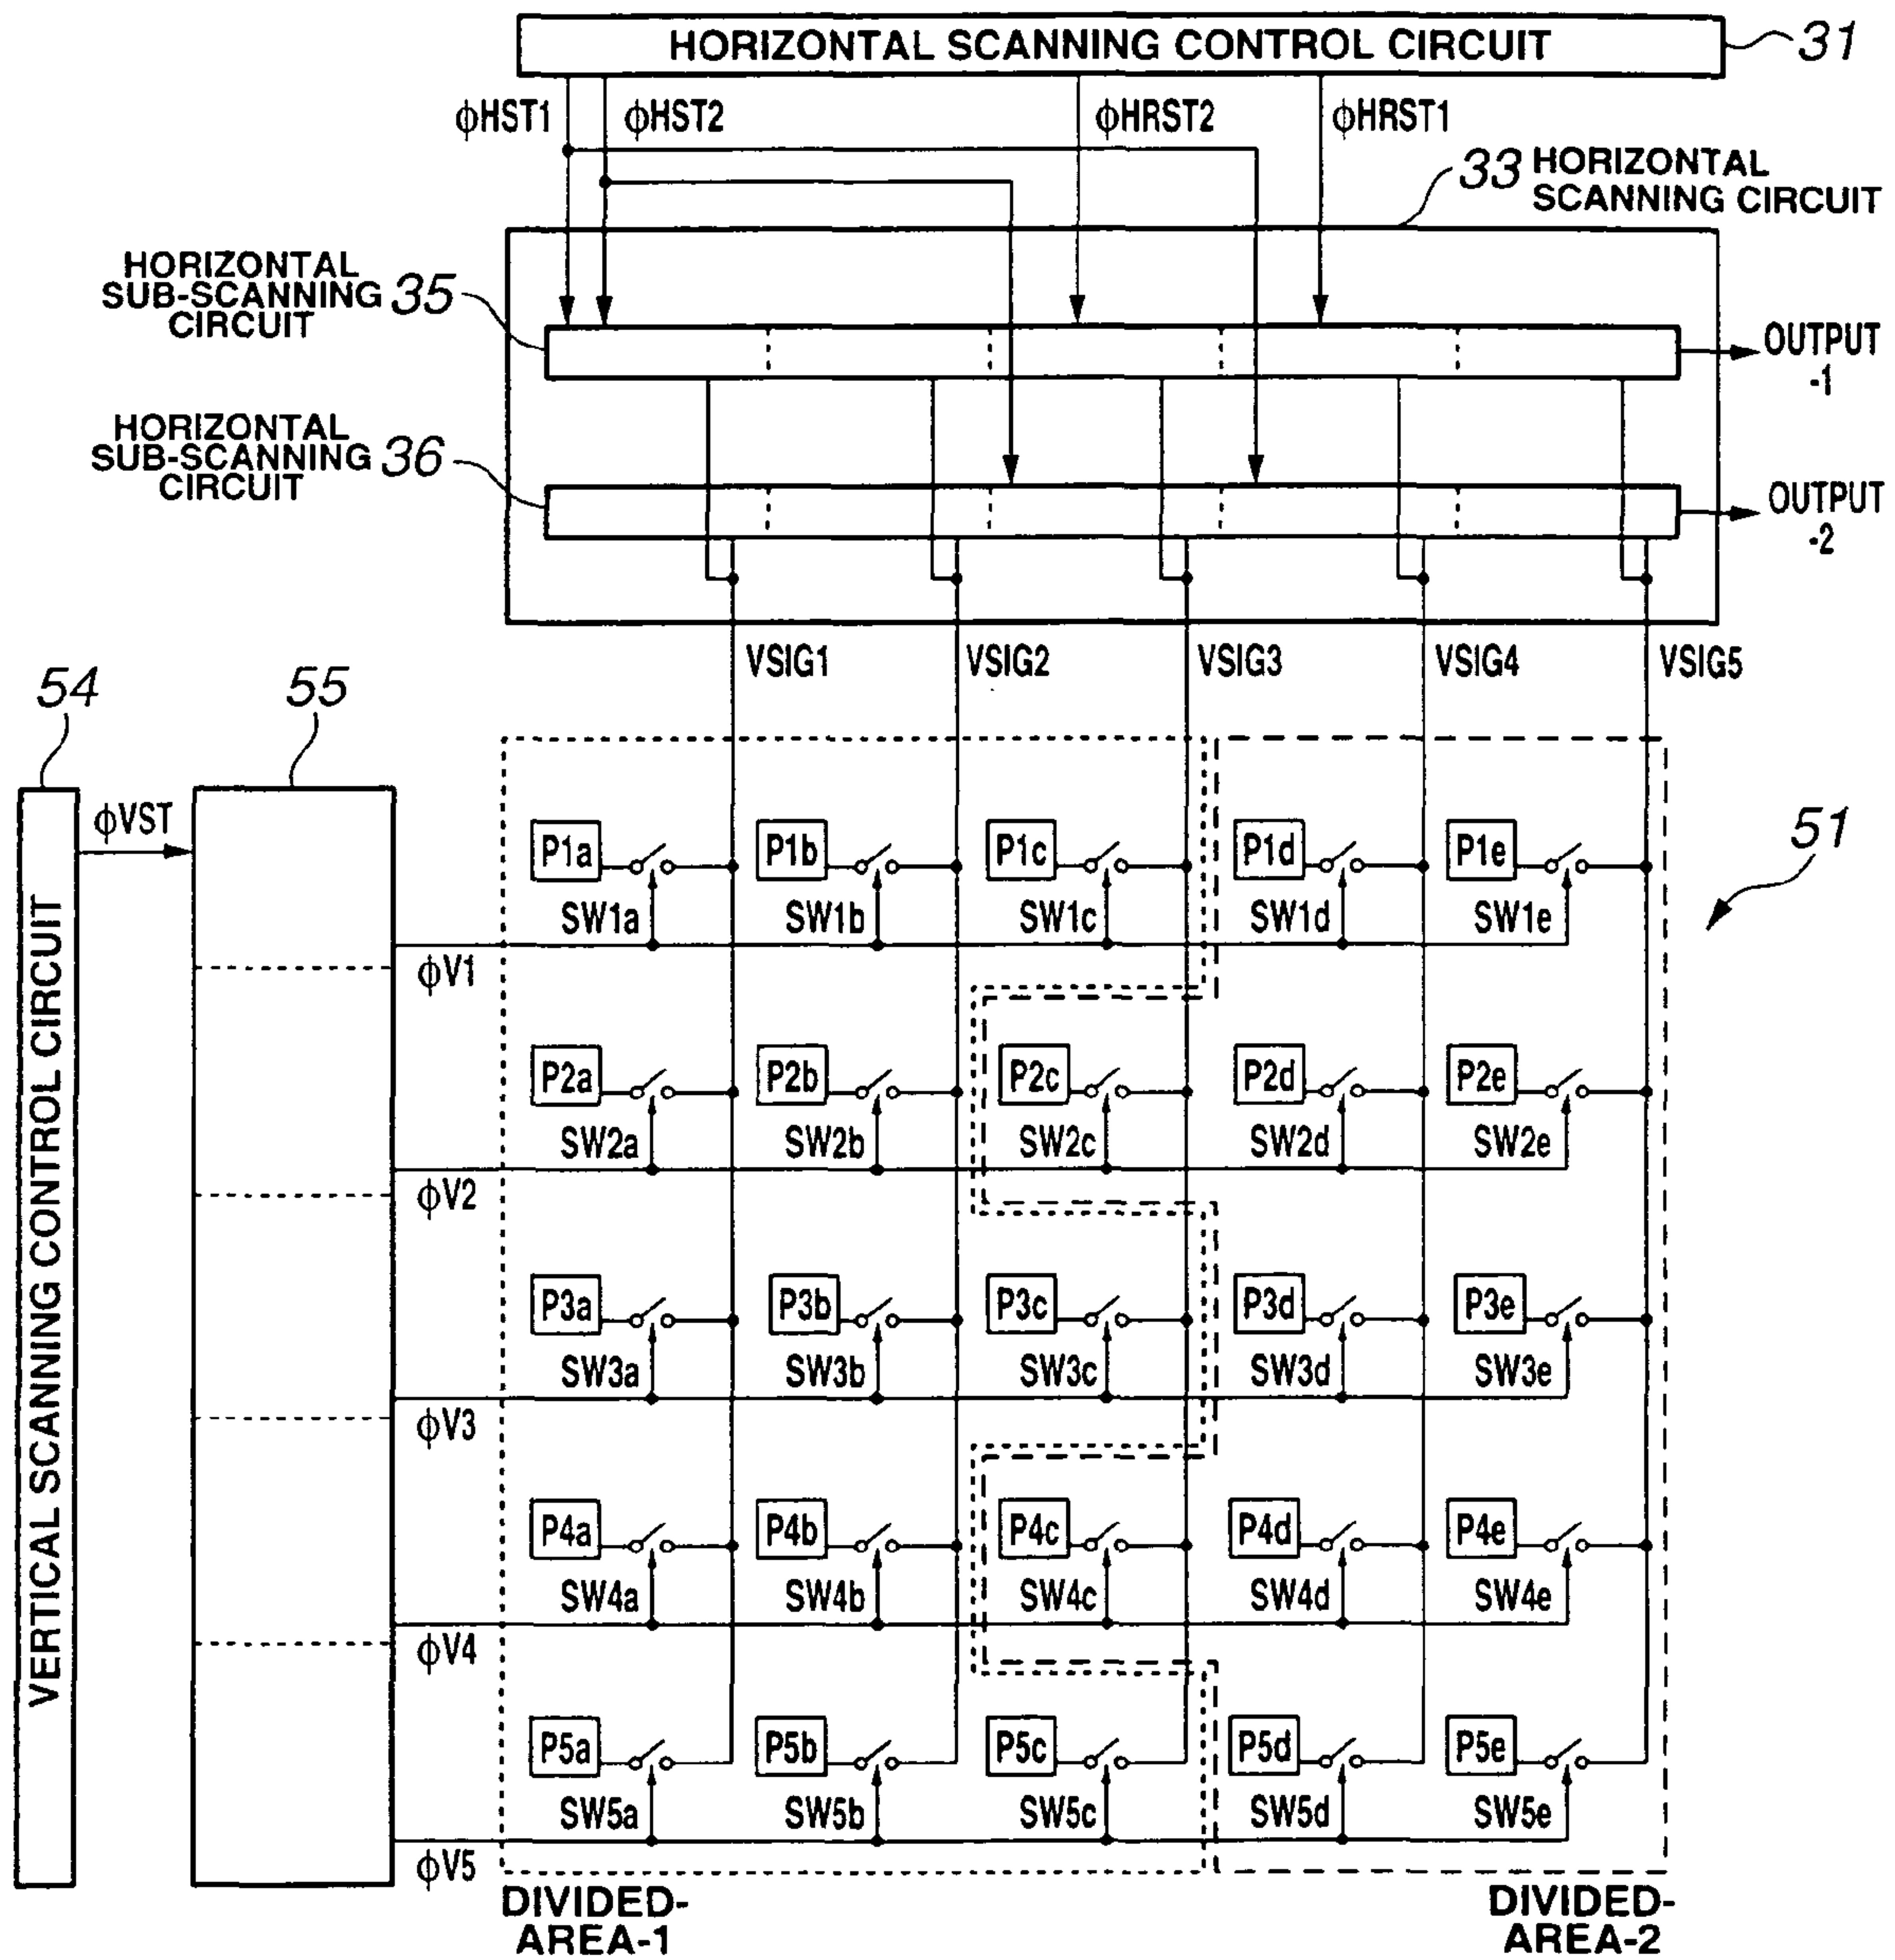 HORIZONTAL SCANNING CONTROL CIRCUIT
31
ϕHST1
ϕHST2
ϕHRST2
ϕHRST1
33 HORIZONTAL
SCANNING CIRCUIT
HORIZONTAL
SUB-SCANNING 35
CIRCUIT
OUTPUT
-1
HORIZONTAL
SUB-SCANNING 36
CIRCUIT
OUTPUT
-2
VSIG1
VSIG2
VSIG3
VSIG4
VSIG5
54
55
ϕVST
51
VERTICAL SCANNING CONTROL CIRCUIT
P1a P1b P1c P1d P1e
SW1a SW1b SW1c SW1d SW1e
ϕV1
P2a P2b P2c P2d P2e
SW2a SW2b SW2c SW2d SW2e
ϕV2
P3a P3b P3c P3d P3e
SW3a SW3b SW3c SW3d SW3e
ϕV3
P4a P4b P4c P4d P4e
SW4a SW4b SW4c SW4d SW4e
ϕV4
P5a P5b P5c P5d P5e
SW5a SW5b SW5c SW5d SW5e
ϕV5
DIVIDED-
AREA-1
DIVIDED-
AREA-2